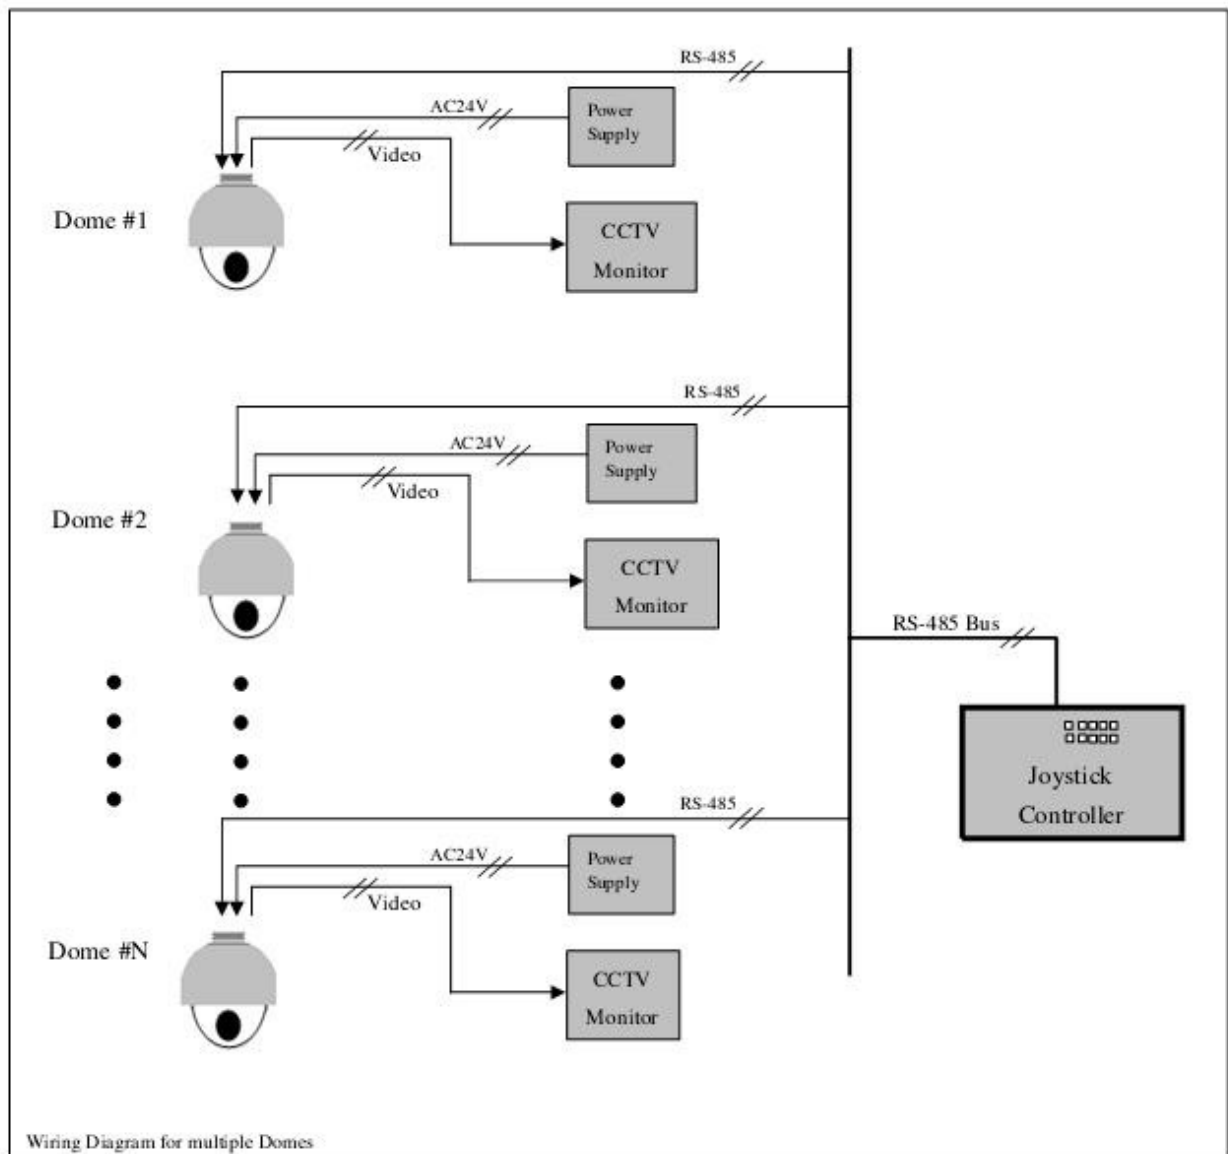 RS-485
AC24V
Power
Supply
Video
Dome #1
CCTV
Monitor
RS-485
AC24V
Power
Supply
Video
Dome #2
CCTV
Monitor
RS-485 Bus
Joystick
Controller
RS-485
AC24V
Power
Supply
Video
Dome #N
CCTV
Monitor
Wiring Diagram for multiple Domes